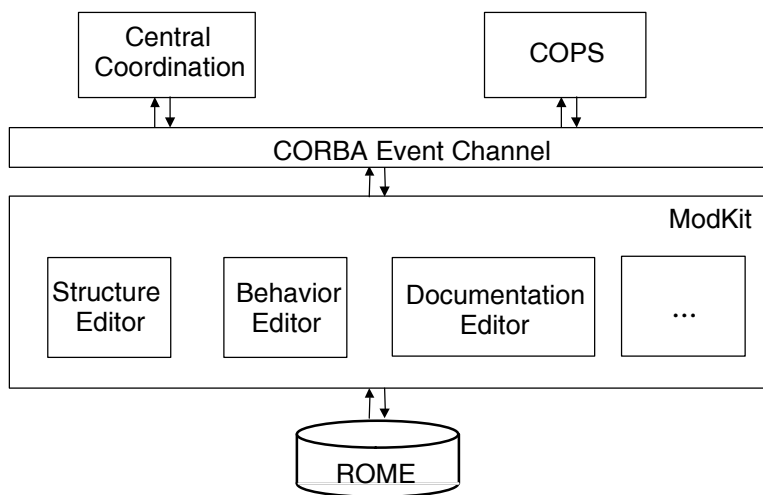 Central
Coordination
COPS
CORBA Event Channel
ModKit
Structure
Editor
Behavior
Editor
Documentation
Editor
...
ROME